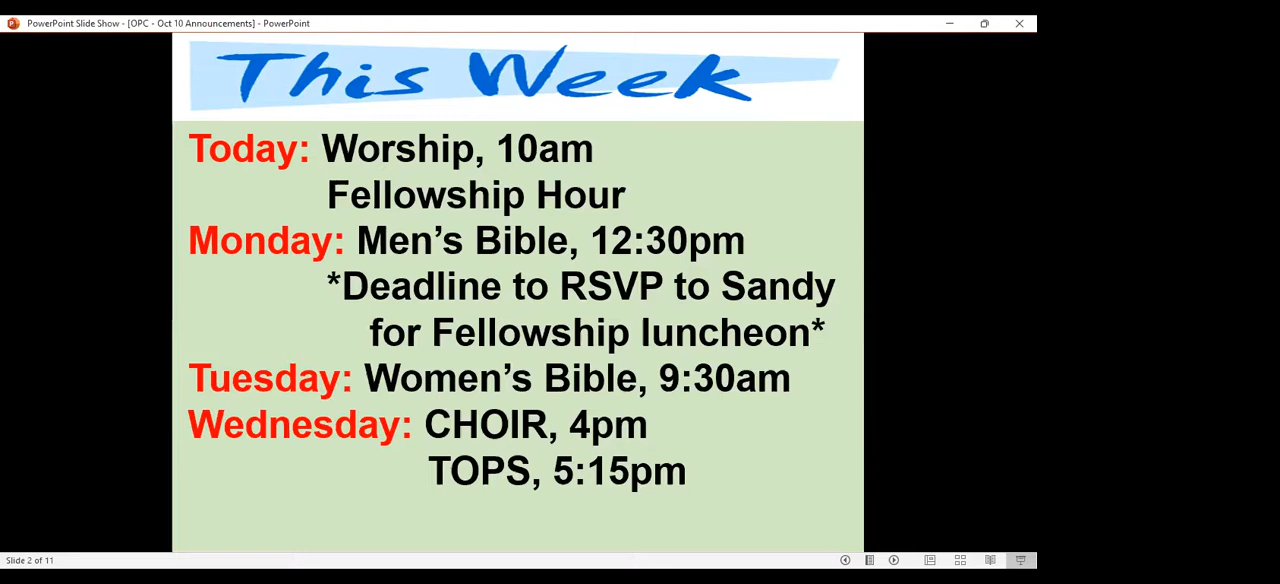 PowerPoint Slide Show - [OPC - Oct 10 Announcements] - PowerPoint
This Week
Today: Worship, 10am
Fellowship Hour
Monday: Men’s Bible, 12:30pm
*Deadline to RSVP to Sandy
for Fellowship luncheon*
Tuesday: Women’s Bible, 9:30am
Wednesday: CHOIR, 4pm
TOPS, 5:15pm
Slide 2 of 11